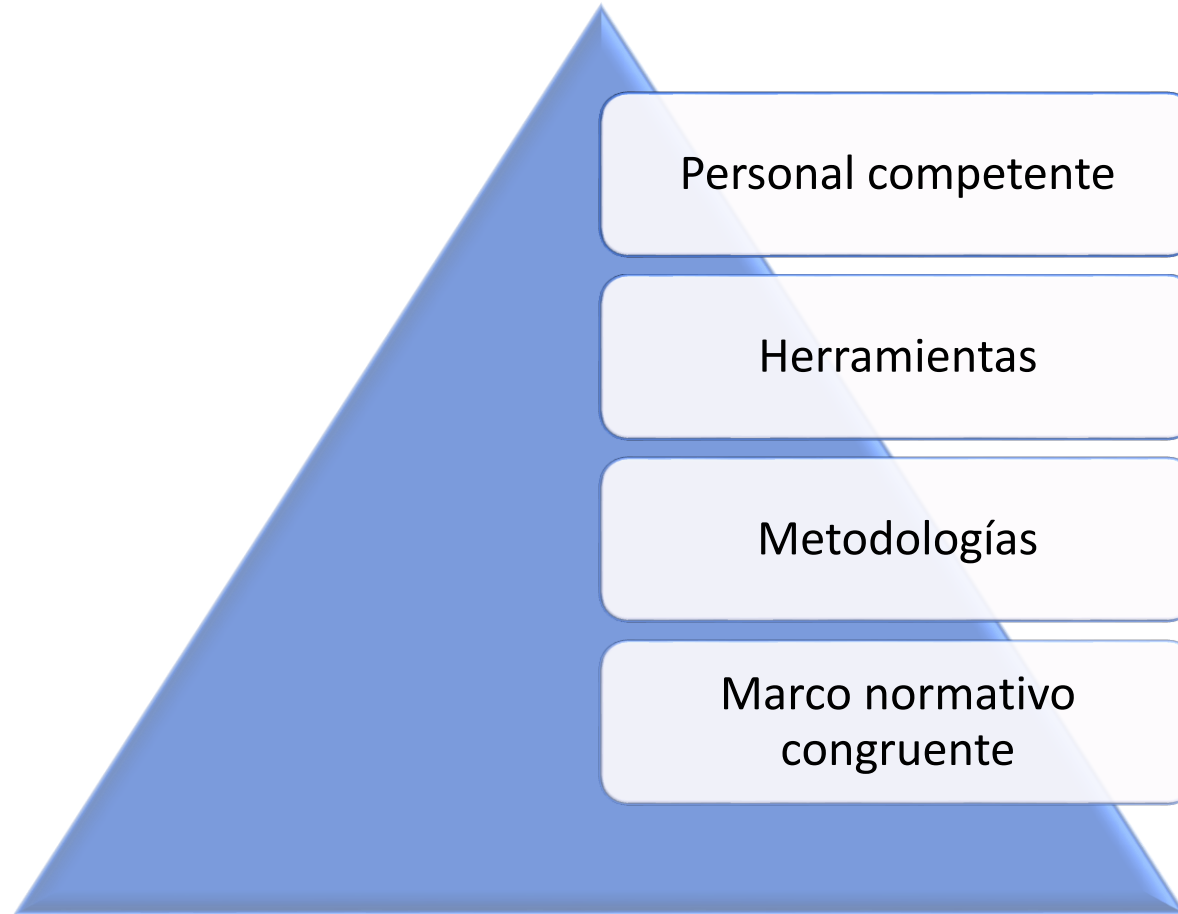 Personal competente
Herramientas
Metodologías
Marco normativo
congruente